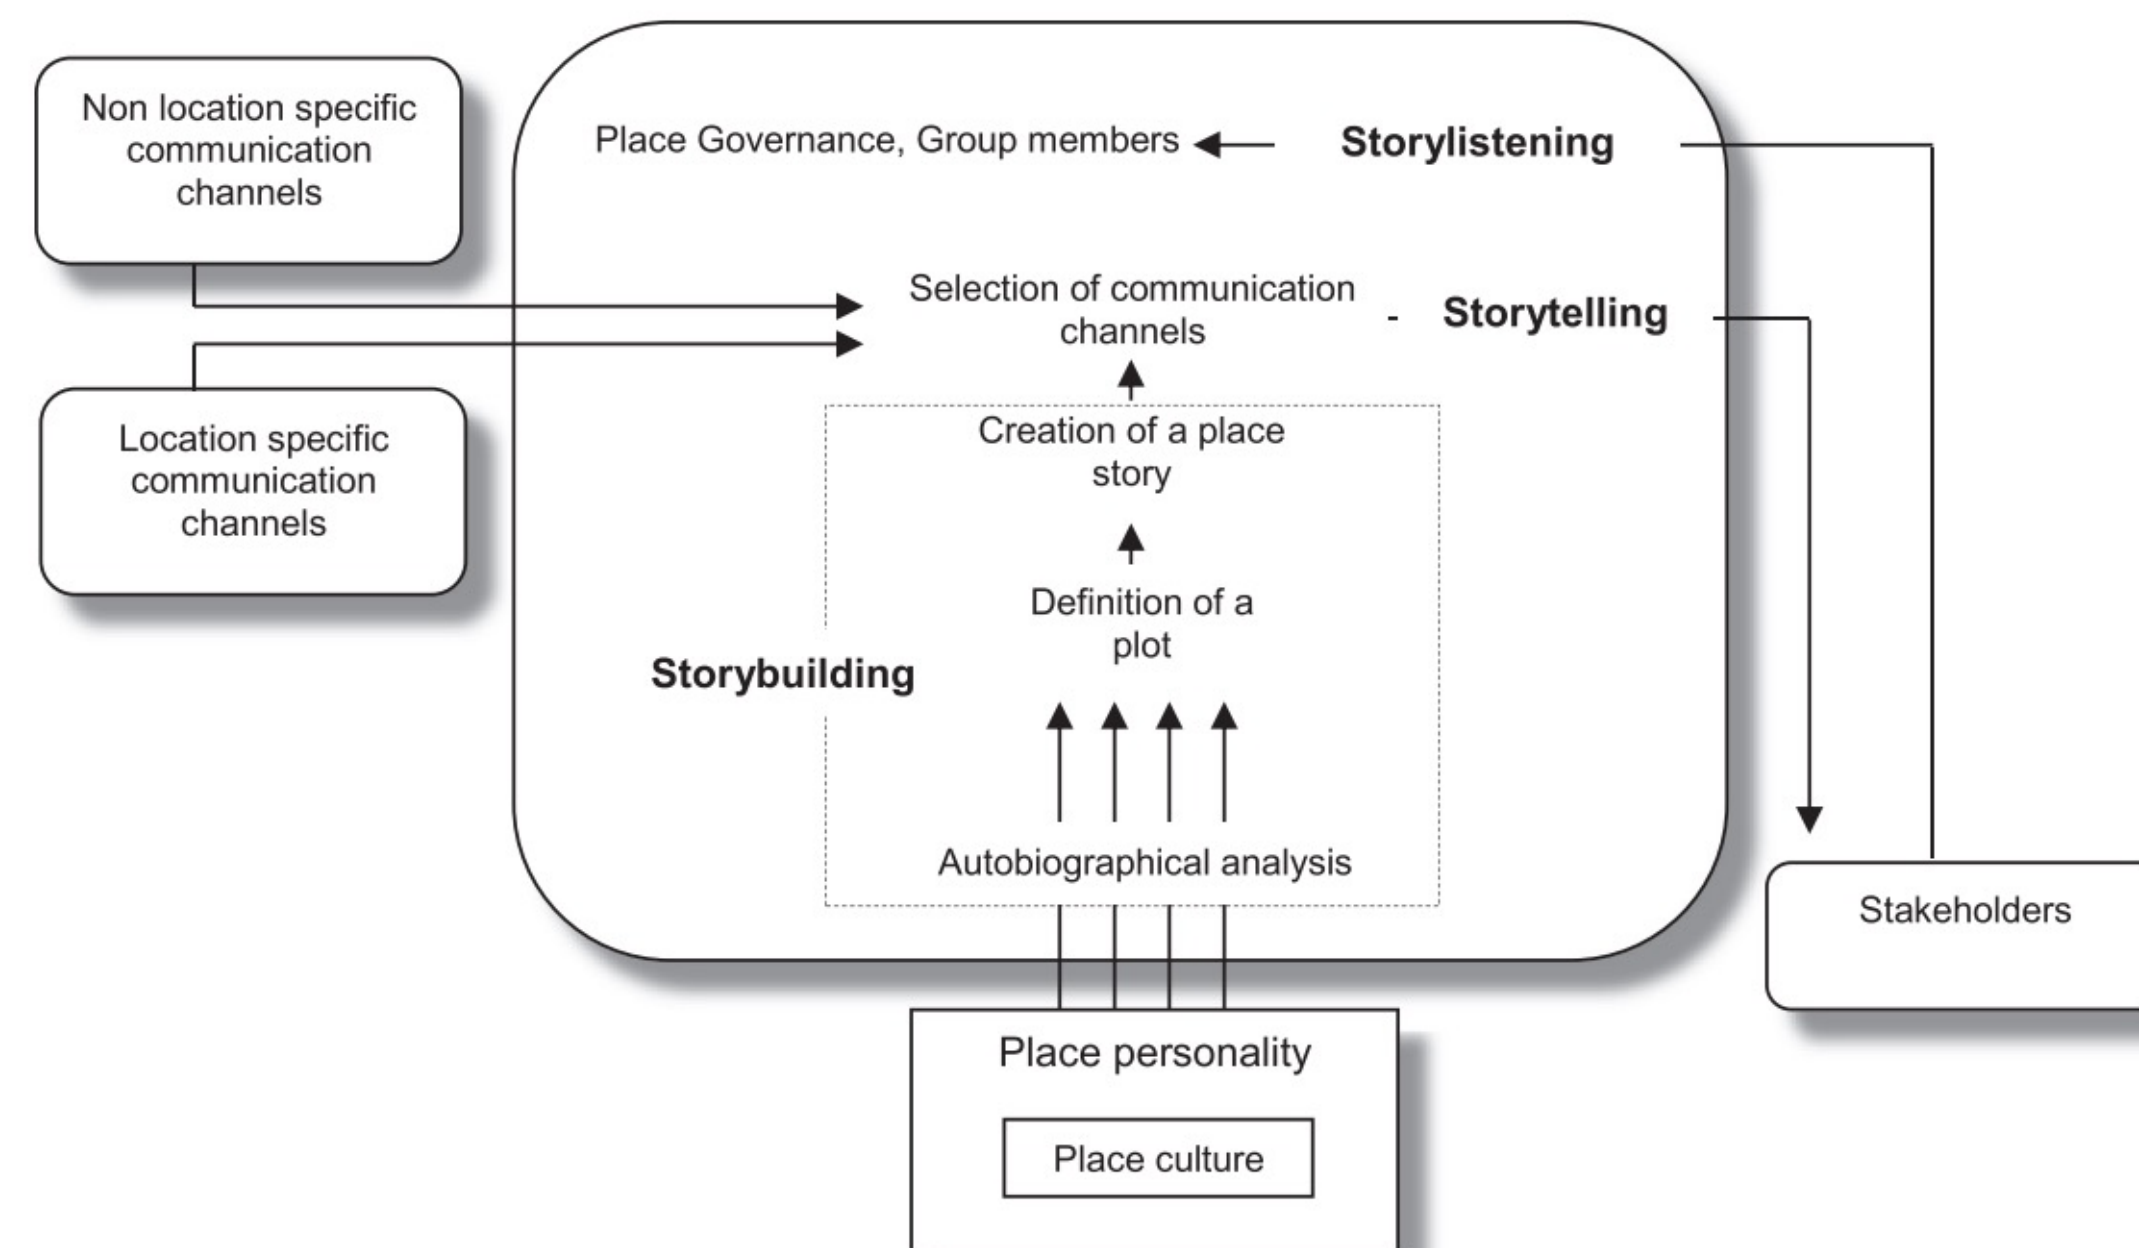 Non location specific
communication
channels
Place Governance, Group members
Storylistening
Selection of communication
channels
-
Storytelling
Location specific
communication
channels
Creation of a place
story
Definition of a
plot
Storybuilding
Autobiographical analysis
Stakeholders
Place personality
Place culture